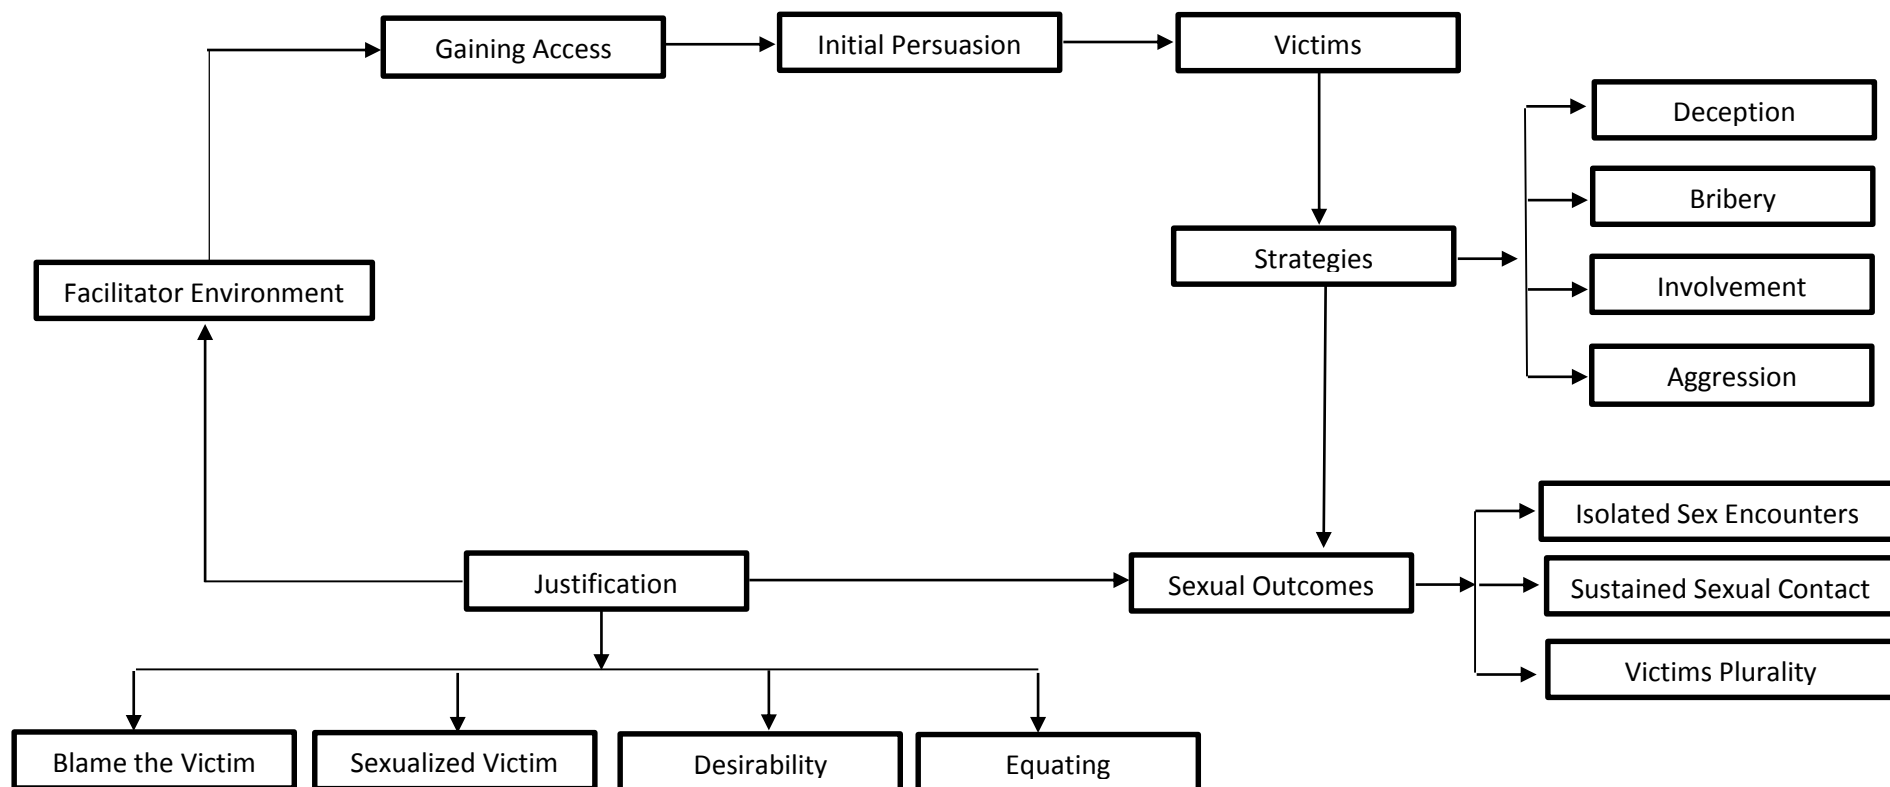 Gaining Access
Initial Persuasion
Victims
Deception
Bribery
Strategies
Involvement
Facilitator Environment
Aggression
Isolated Sex Encounters
Justification
Sexual Outcomes
Sustained Sexual Contact
Victims Plurality
Blame the Victim
Sexualized Victim
Desirability
Equating